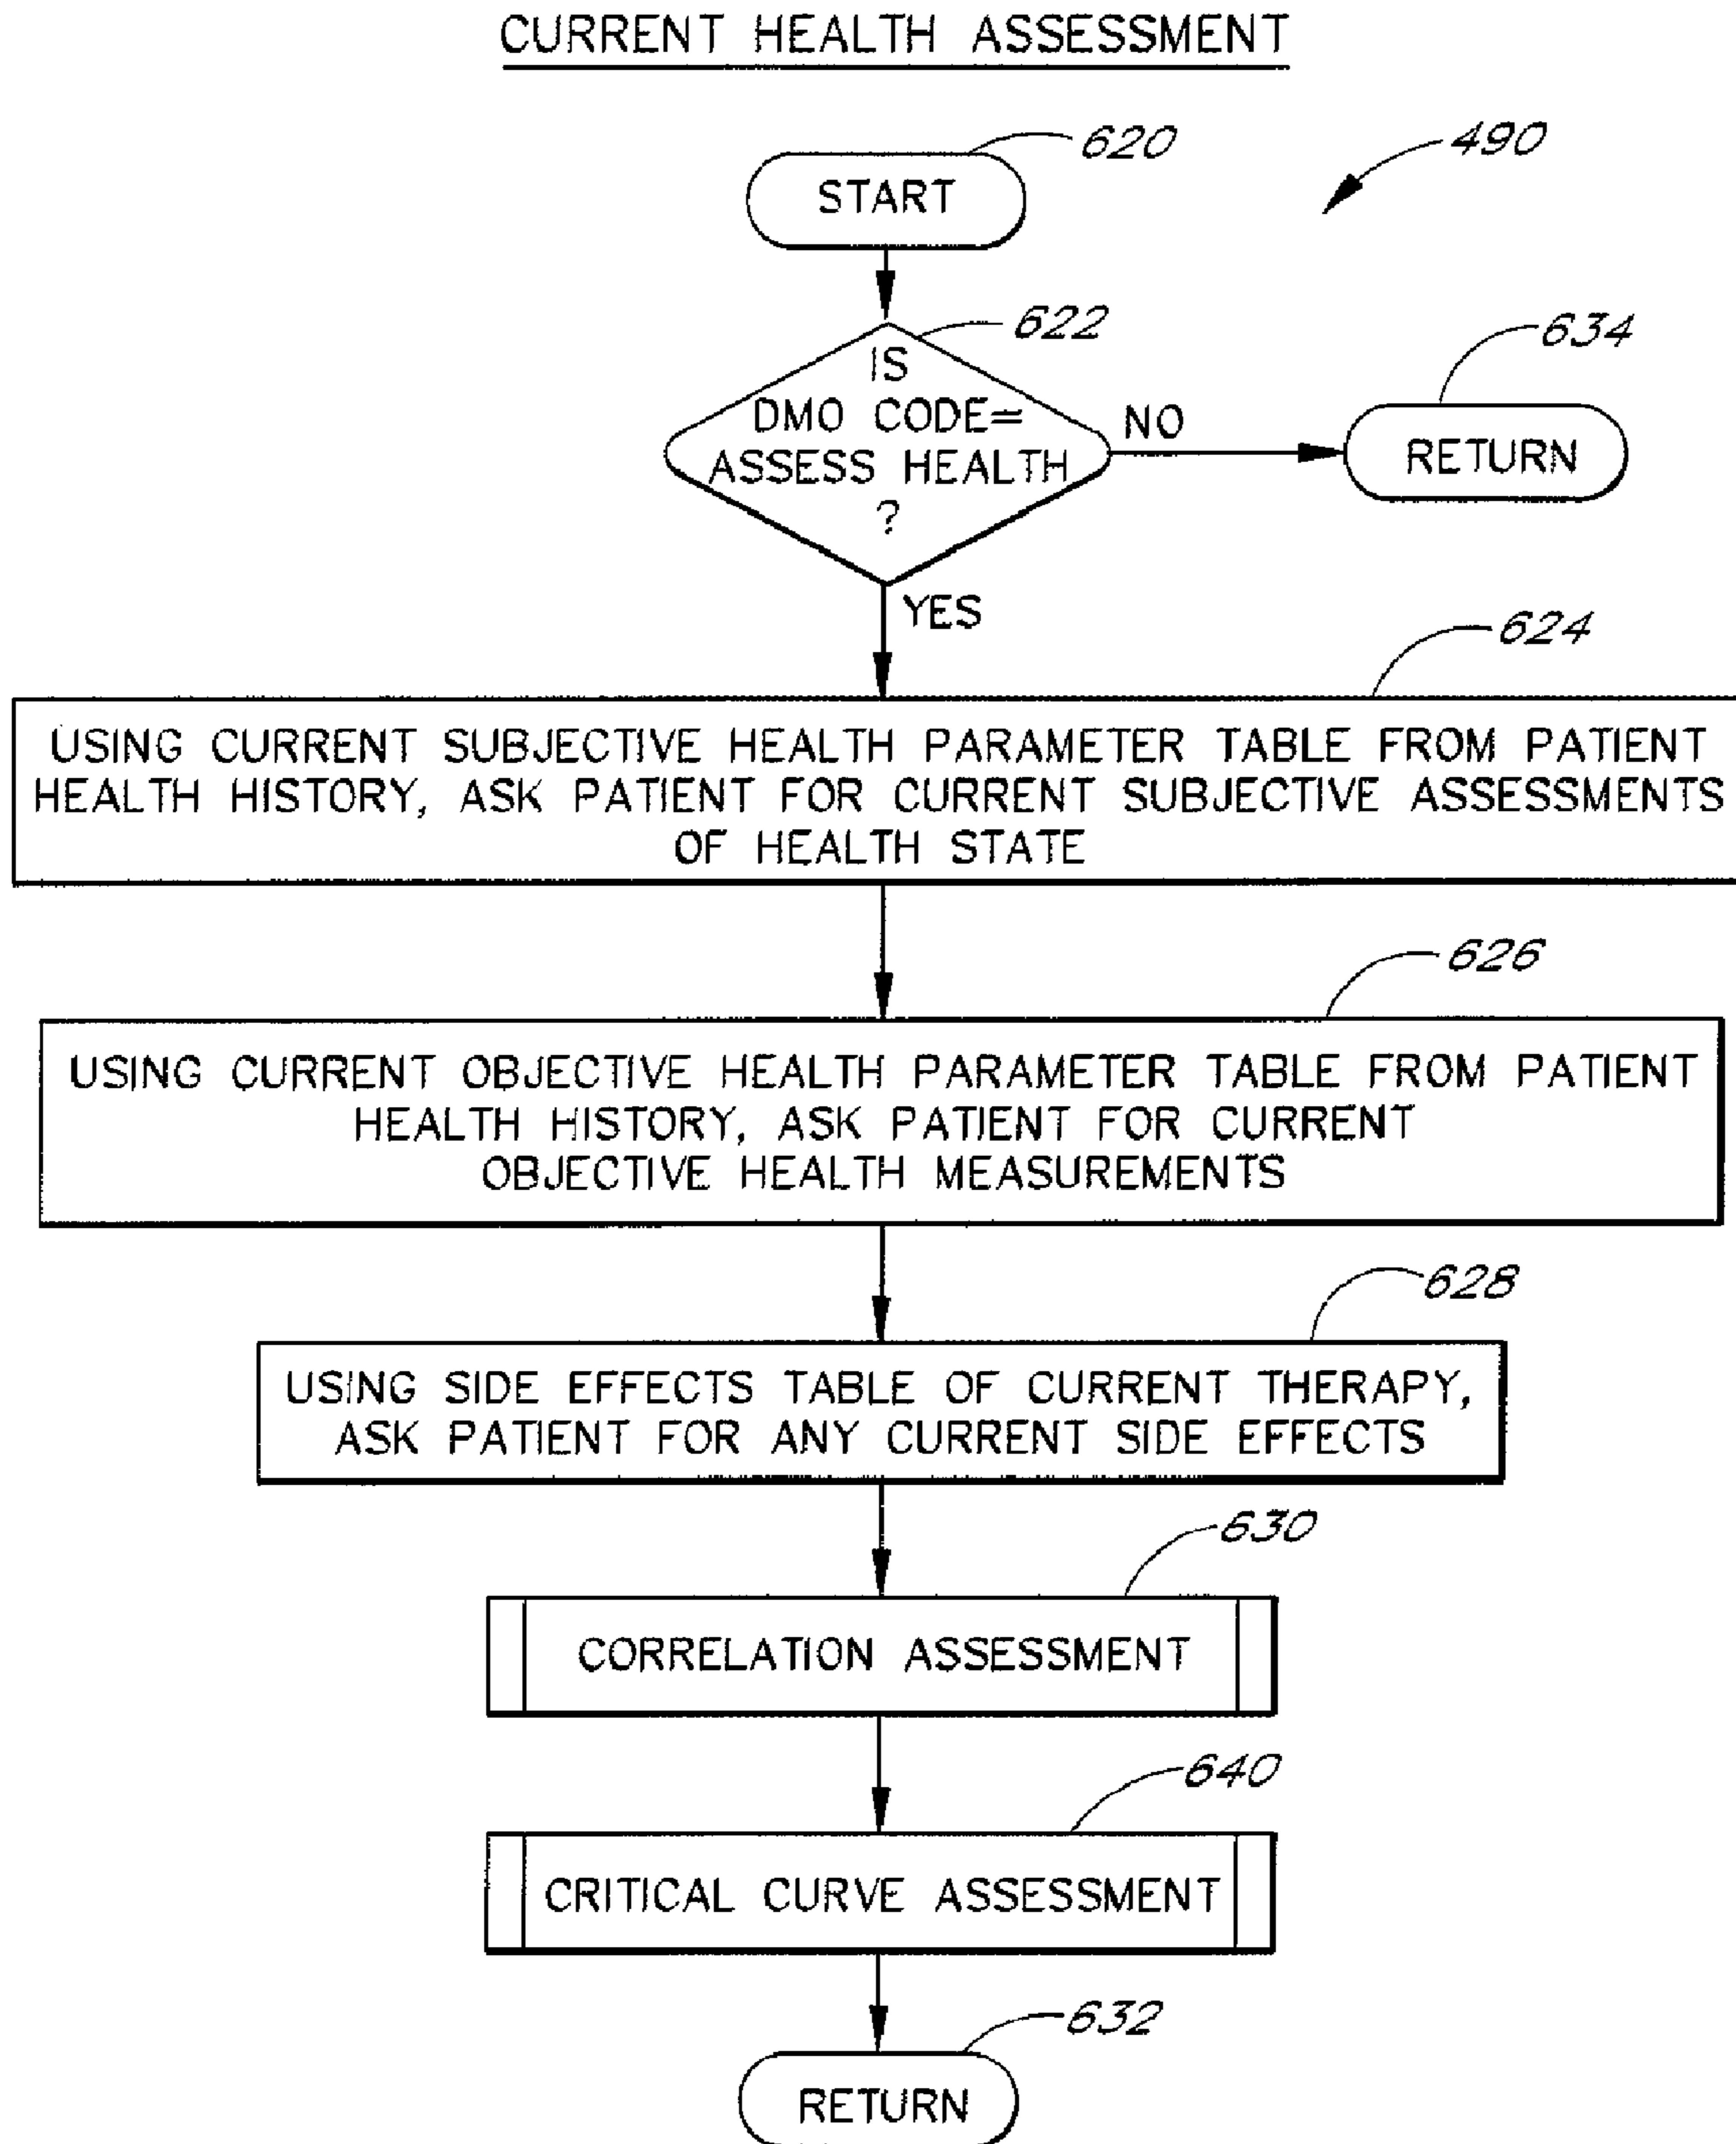 CURRENT HEALTH ASSESSMENT
620
490
START
622
634
IS
DMO CODE=
ASSESS HEALTH
?
NO
RETURN
YES
624
USING CURRENT SUBJECTIVE HEALTH PARAMETER TABLE FROM PATIENT
HEALTH HISTORY, ASK PATIENT FOR CURRENT SUBJECTIVE ASSESSMENTS
OF HEALTH STATE
626
USING CURRENT OBJECTIVE HEALTH PARAMETER TABLE FROM PATIENT
HEALTH HISTORY, ASK PATIENT FOR CURRENT
OBJECTIVE HEALTH MEASUREMENTS
628
USING SIDE EFFECTS TABLE OF CURRENT THERAPY,
ASK PATIENT FOR ANY CURRENT SIDE EFFECTS
630
CORRELATION ASSESSMENT
640
CRITICAL CURVE ASSESSMENT
632
RETURN